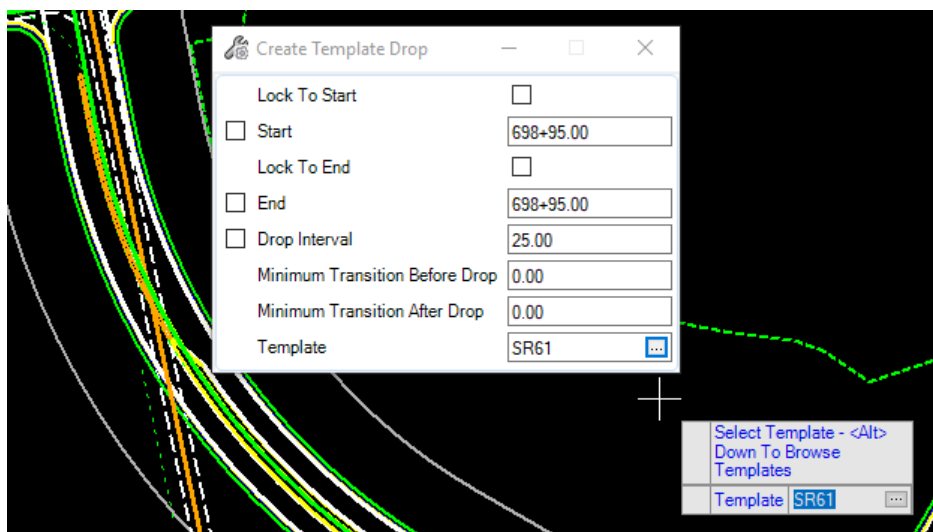 Create Template Drop
Lock To Start
Start 698+95.00
Lock To End
End 698+95.00
Drop Interval 25.00
Minimum Transition Before Drop 0.00
Minimum Transition After Drop 0.00
Template SR61 ...
Select Template - <Alt>
Down To Browse
Templates
Template SR61 ...